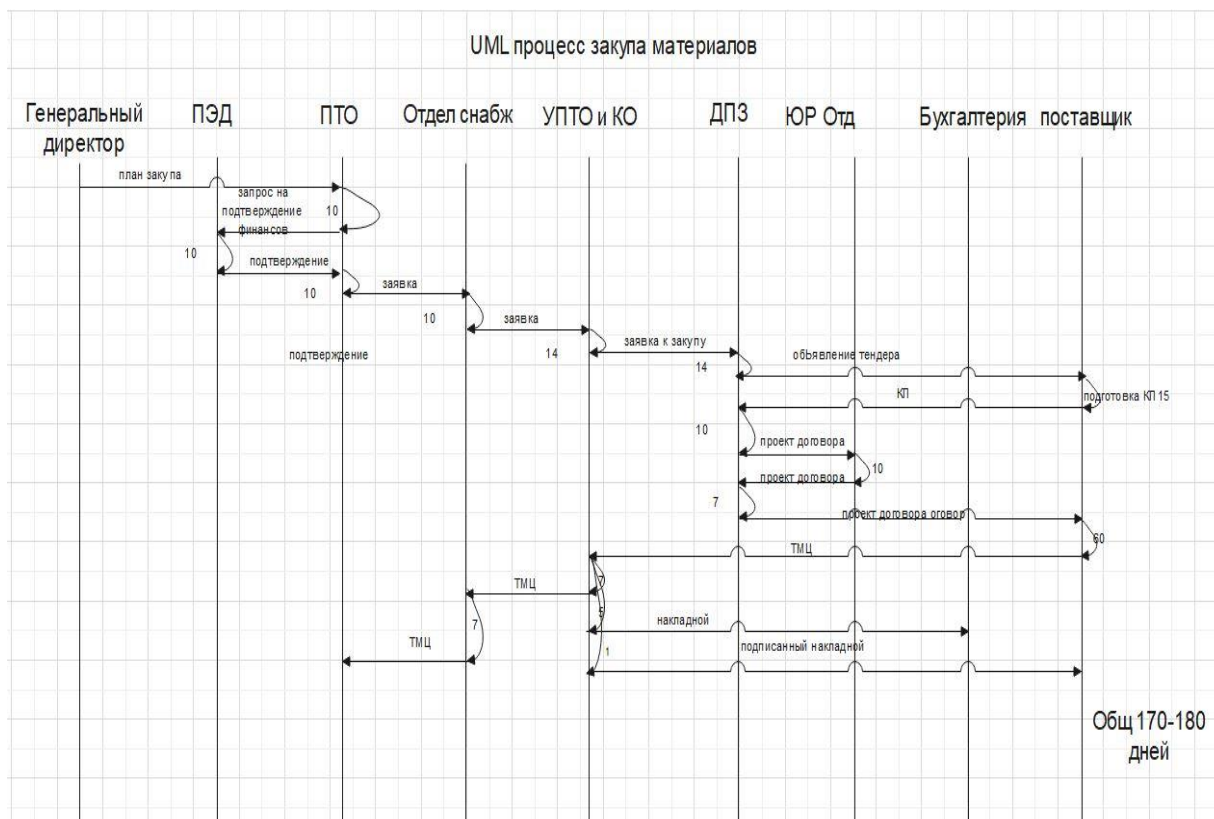 UML процесс закупа материалов
Генеральный
директор
ПЭД
ПТО
Отдел снабж
УПТО и КО
ДПЗ
ЮР Отд
Бухгалтерия
поставщик
план закупа
запрос на
подтверждение
финансов
10
10
подтверждение
10
заявка
10
заявка
подтверждение
14
заявка к закупу
14
обЬявление тендера
КП
подготовка КП 15
10
проект договора
10
проект договора
7
проект договора оговор
60
ТМЦ
7
ТМЦ
5
7
накладной
ТМЦ
1
подписанный накладной
Общ 170-180
дней